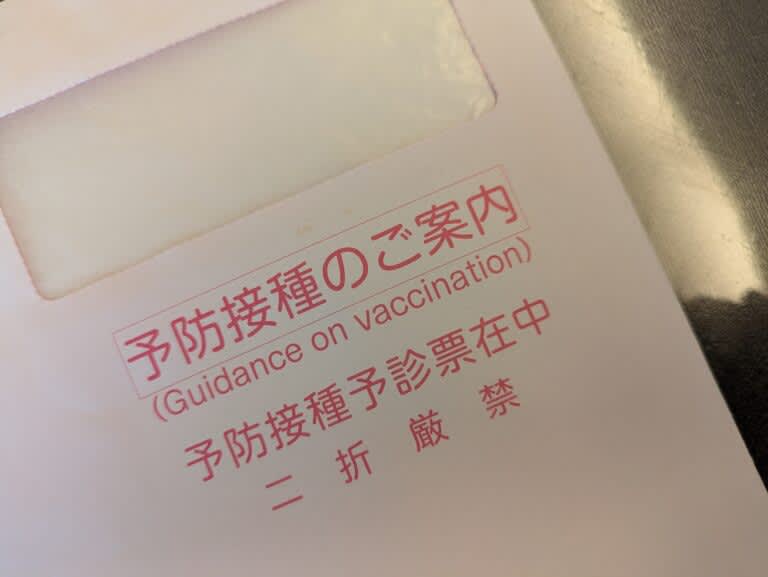 予防接種のご案内
(Guidance on vaccination)
予防接種予診票在中
二折厳禁